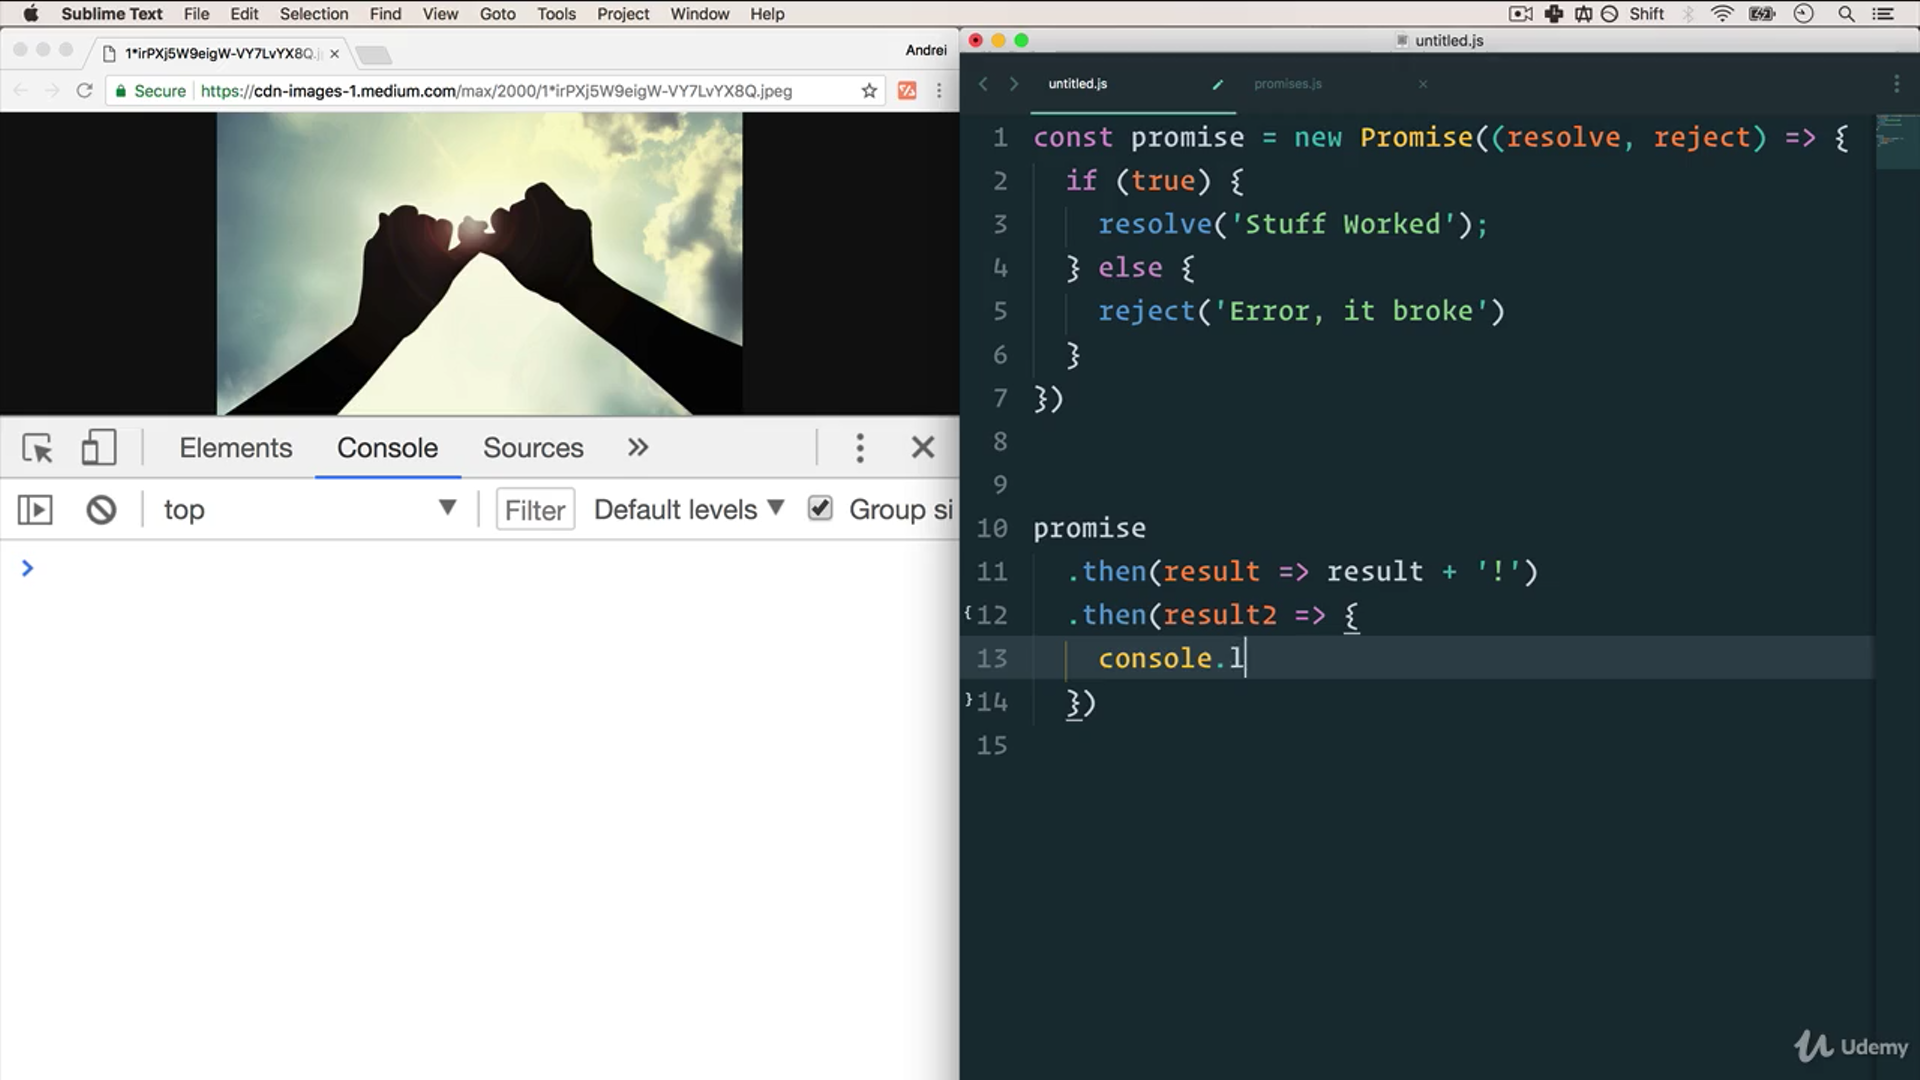 Sublime Text File Edit Selection Find View Goto Tools Project Window Help Shift
1*irPXj5W9eigW-VY7LvYX8Q.j Andrei
Secure https://cdn-images-1.medium.com/max/2000/1*irPXj5W9eigW-VY7LvYX8Q.jpeg
Elements Console Sources »
top Filter Default levels Group si
>
untitled.js
untitled.js promises.js
1 const promise = new Promise((resolve, reject) => {
2 if (true) {
3 resolve('Stuff Worked');
4 } else {
5 reject('Error, it broke')
6 }
7 })
8
9
10 promise
11 .then(result => result + '!')
{12 .then(result2 => {
13 console.l
}14 })
15
Udemy